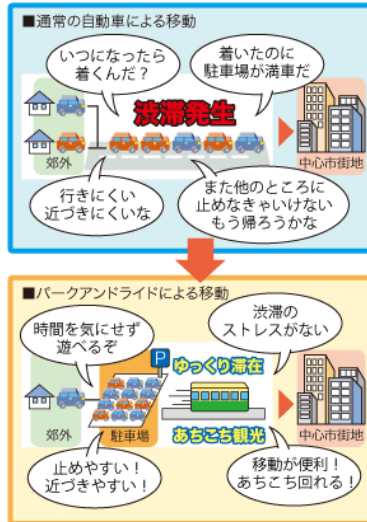 ■通常の自動車による移動
いつになったら
着くんだ？
着いたのに
駐車場が満車だ
渋滞発生
郊外
中心市街地
行きにくい
近づきにくいな
また他のところに
止めなきゃいけない
もう帰ろうかな
■パークアンドライドによる移動
時間を気にせず
遊べるぞ
渋滞の
ストレスがない
P
ゆっくり滞在
あちこち観光
郊外
駐車場
中心市街地
止めやすい！
近づきやすい！
移動が便利！
あちこち回れる！